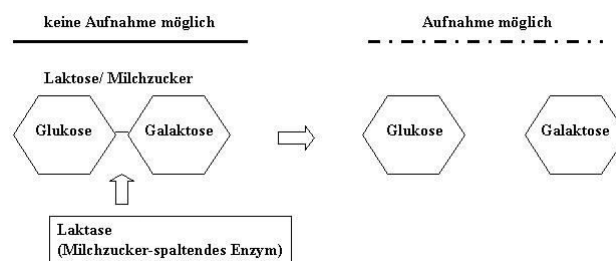 keine Aufnahme möglich
Aufnahme möglich
Laktose/ Milchzucker
Glukose
Galaktose
Glukose
Galaktose
Laktase
(Milchzucker-spaltendes Enzym)